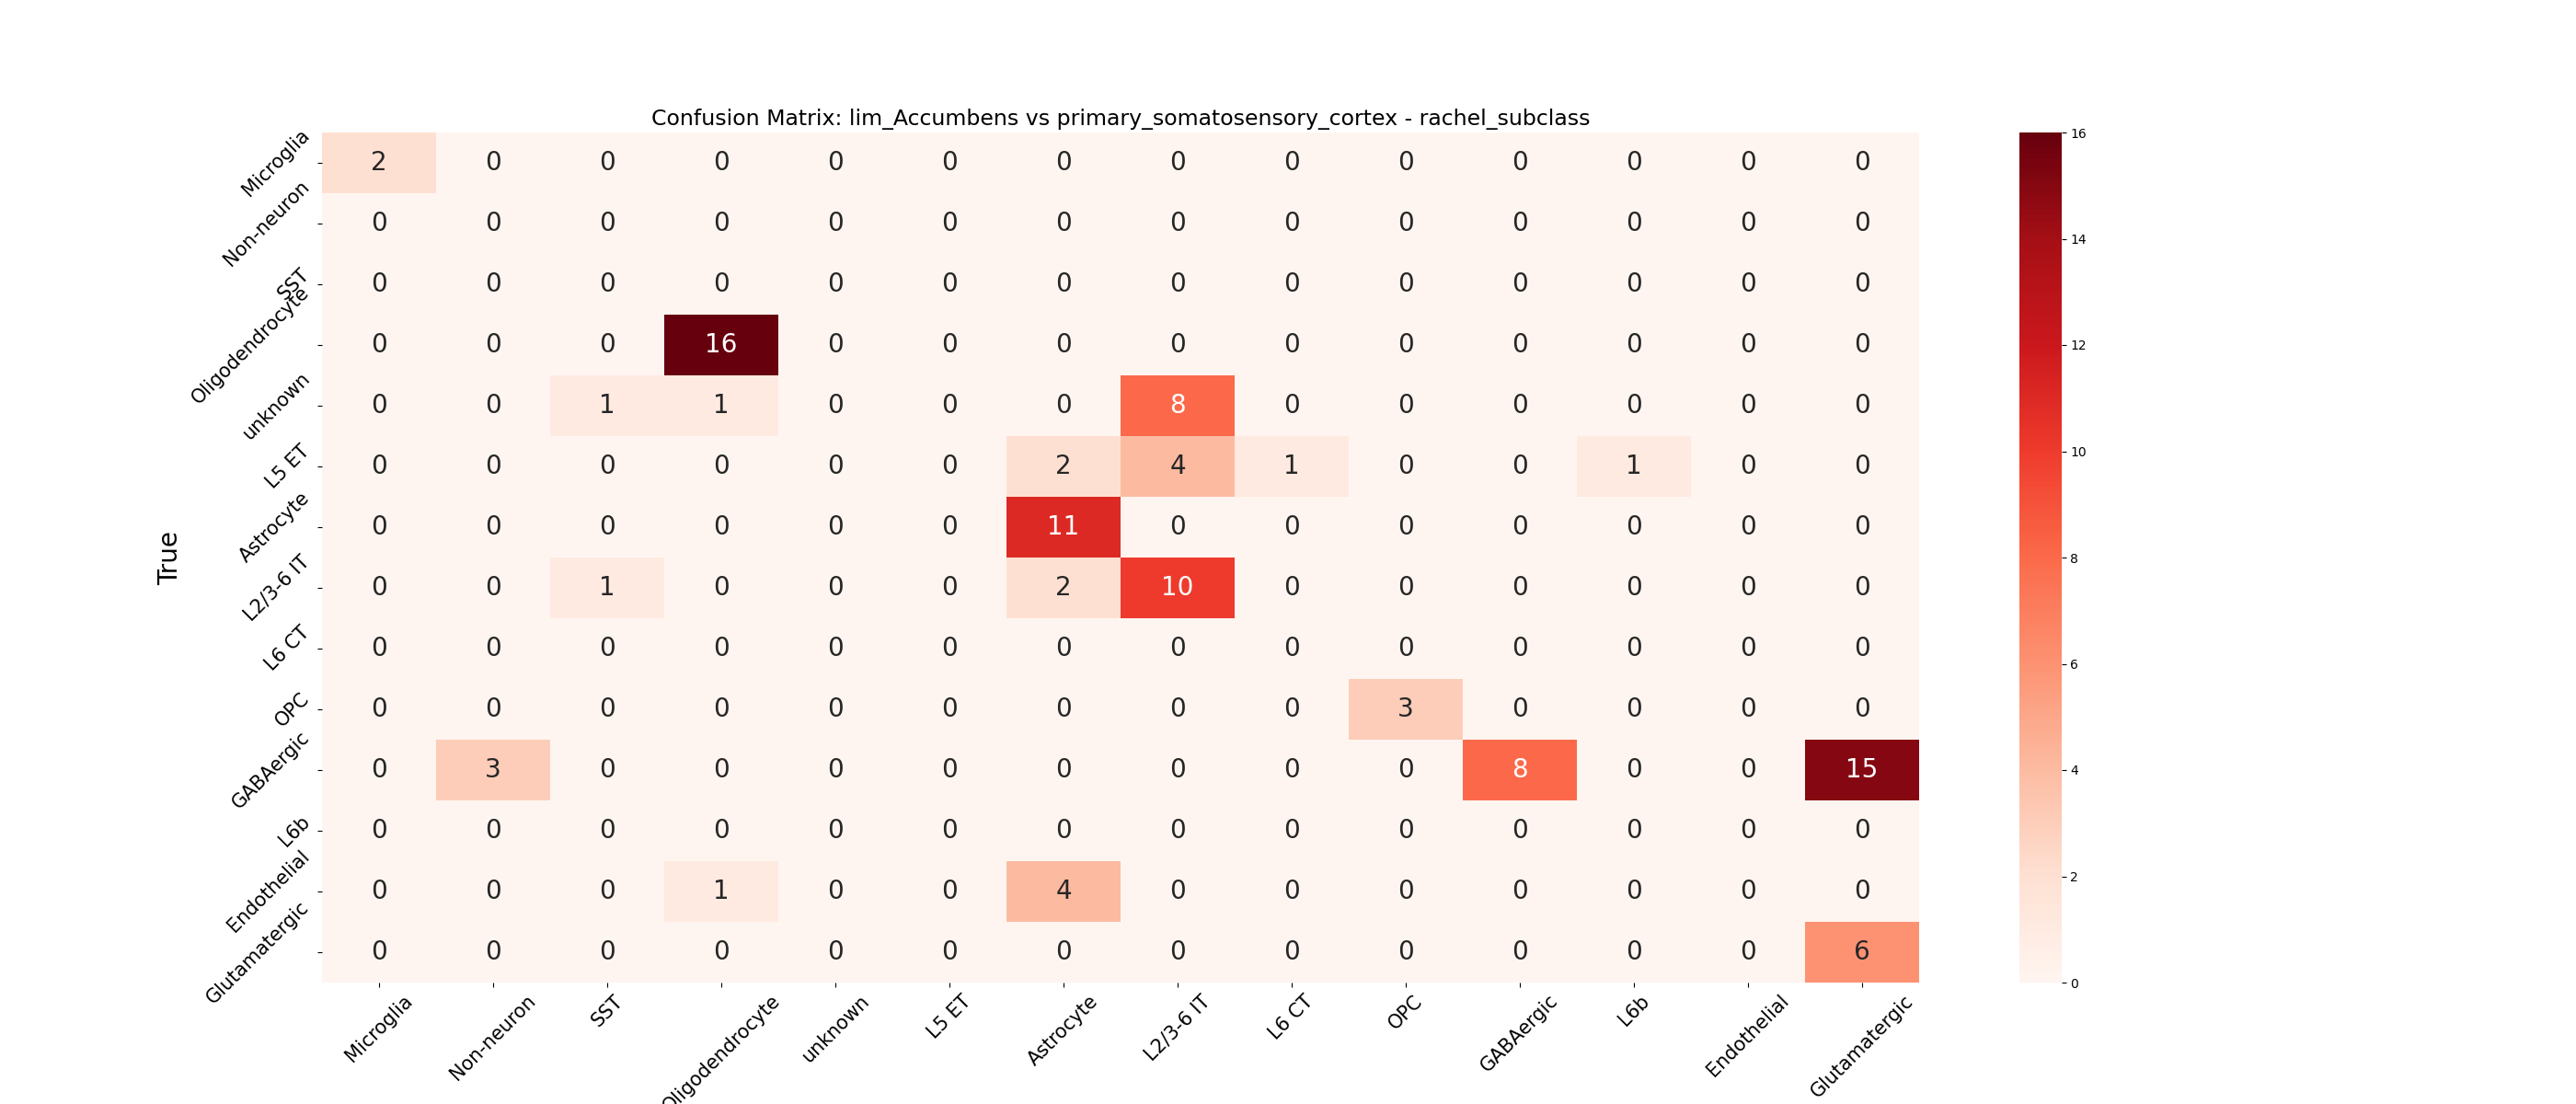 Confusion Matrix: lim_Accumbens vs primary_somatosensory_cortex - rachel_subclass
True
Microglia 2 0 0 0 0 0 0 0 0 0 0 0 0 0
Non-neuron 0 0 0 0 0 0 0 0 0 0 0 0 0 0
SST 0 0 0 0 0 0 0 0 0 0 0 0 0 0
Oligodendrocyte 0 0 0 16 0 0 0 0 0 0 0 0 0 0
unknown 0 0 1 1 0 0 0 8 0 0 0 0 0 0
L5 ET 0 0 0 0 0 0 2 4 1 0 0 1 0 0
Astrocyte 0 0 0 0 0 0 11 0 0 0 0 0 0 0
L2/3-6 IT 0 0 1 0 0 0 2 10 0 0 0 0 0 0
L6 CT 0 0 0 0 0 0 0 0 0 0 0 0 0 0
OPC 0 0 0 0 0 0 0 0 0 3 0 0 0 0
GABAergic 0 3 0 0 0 0 0 0 0 0 8 0 0 15
L6b 0 0 0 0 0 0 0 0 0 0 0 0 0 0
Endothelial 0 0 0 1 0 0 4 0 0 0 0 0 0 0
Glutamatergic 0 0 0 0 0 0 0 0 0 0 0 0 0 6
Microglia Non-neuron SST Oligodendrocyte unknown L5 ET Astrocyte L2/3-6 IT L6 CT OPC GABAergic L6b Endothelial Glutamatergic
16
14
12
10
8
6
4
2
0